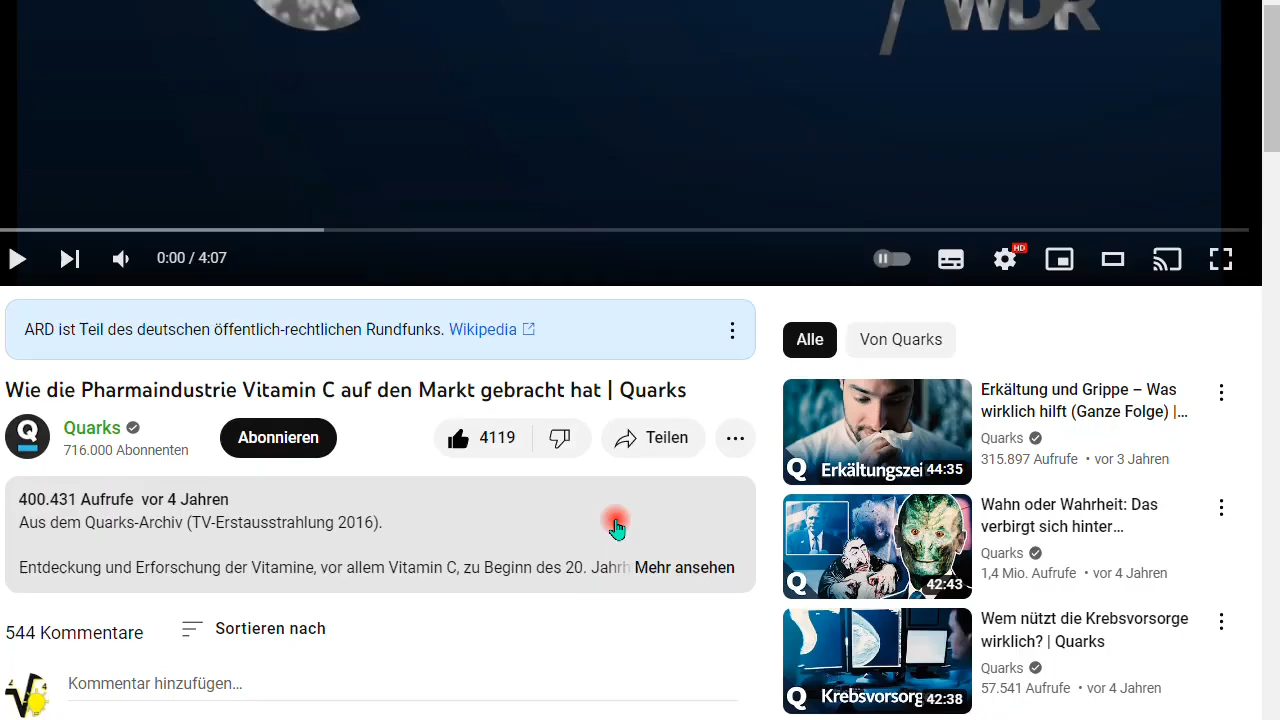 WDR
0:00 / 4:07
HD
ARD ist Teil des deutschen öffentlich-rechtlichen Rundfunks. Wikipedia
Wie die Pharmaindustrie Vitamin C auf den Markt gebracht hat | Quarks
Q
Quarks
716.000 Abonnenten
Abonnieren
4119
Teilen
400.431 Aufrufe vor 4 Jahren
Aus dem Quarks-Archiv (TV-Erstausstrahlung 2016).
Entdeckung und Erforschung der Vitamine, vor allem Vitamin C, zu Beginn des 20. Jahrh Mehr ansehen
544 Kommentare
Sortieren nach
Kommentar hinzufügen...
Alle
Von Quarks
Q Erkältungszei 44:35
Erkältung und Grippe – Was
wirklich hilft (Ganze Folge) |...
Quarks
315.897 Aufrufe • vor 3 Jahren
Q 42:43
Wahn oder Wahrheit: Das
verbirgt sich hinter...
Quarks
1,4 Mio. Aufrufe • vor 4 Jahren
Q Krebsvorsorg 42:38
Wem nützt die Krebsvorsorge
wirklich? | Quarks
Quarks
57.541 Aufrufe • vor 4 Jahren